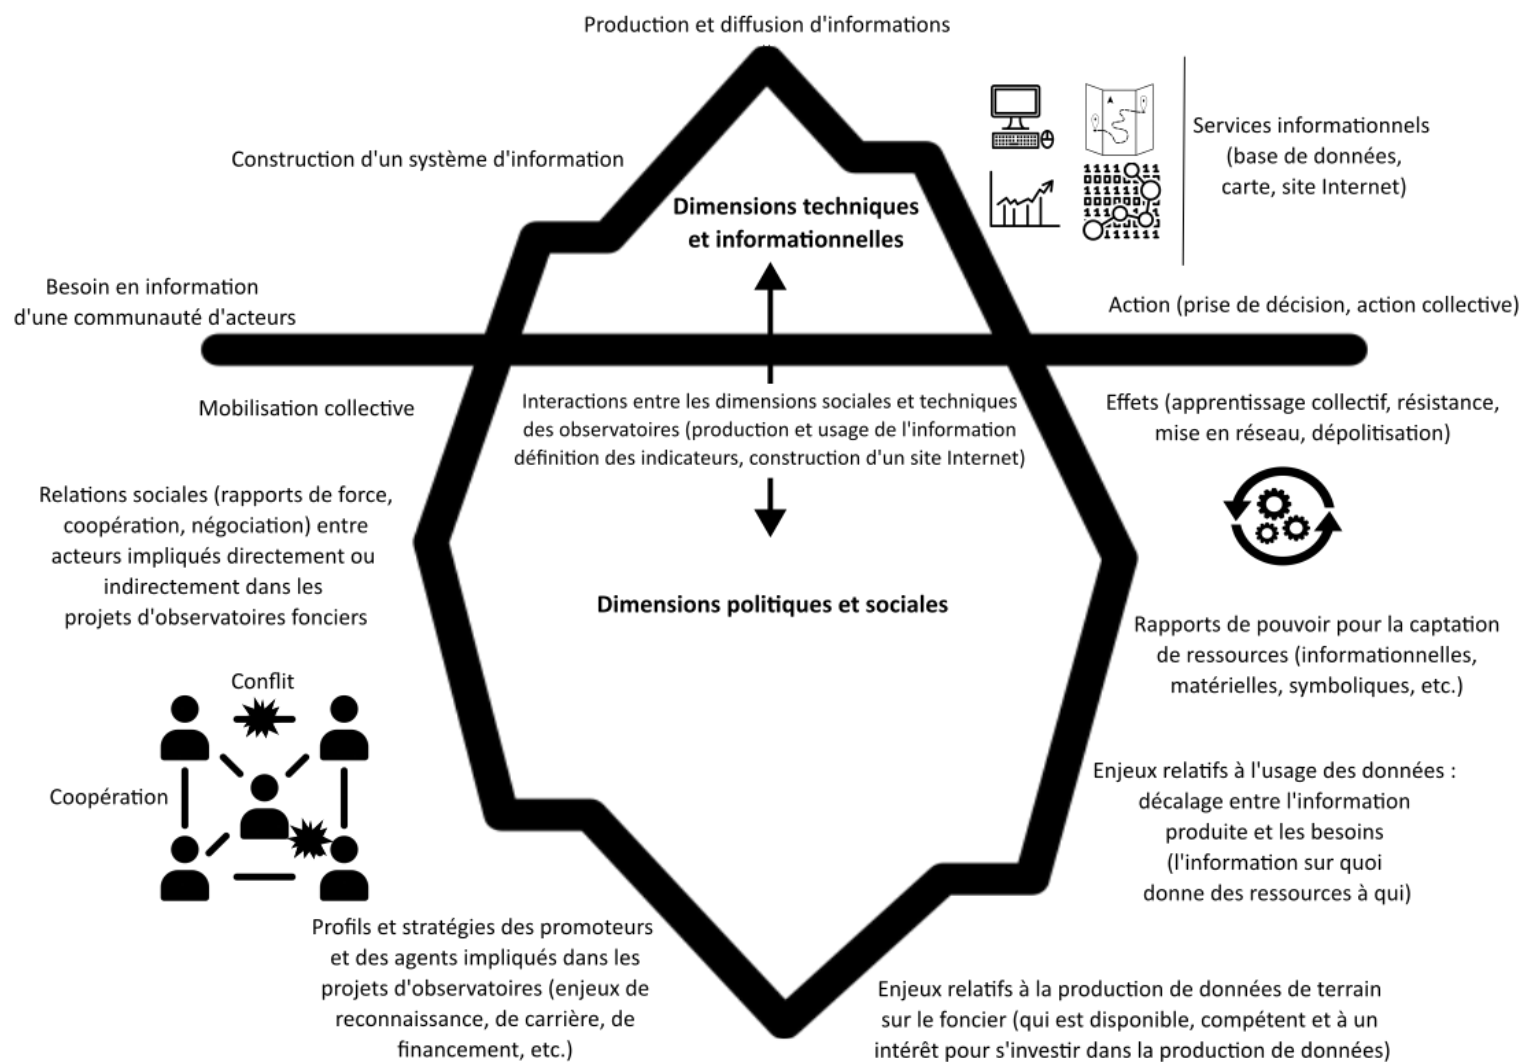 Production et diffusion d'informations
Construction d'un système d'information
Services informationnels
(base de données,
carte, site Internet)
Dimensions techniques
et informationnelles
Besoin en information
d'une communauté d'acteurs
Action (prise de décision, action collective)
Mobilisation collective
Interactions entre les dimensions sociales et techniques
des observatoires (production et usage de l'information
définition des indicateurs, construction d'un site Internet)
Effets (apprentissage collectif, résistance,
mise en réseau, dépolitisation)
Relations sociales (rapports de force,
coopération, négociation) entre
acteurs impliqués directement ou
indirectement dans les
projets d'observatoires fonciers
Dimensions politiques et sociales
Rapports de pouvoir pour la captation
de ressources (informationnelles,
matérielles, symboliques, etc.)
Conflit
Coopération
Enjeux relatifs à l'usage des données :
décalage entre l'information
produite et les besoins
(l'information sur quoi
donne des ressources à qui)
Profils et stratégies des promoteurs
et des agents impliqués dans les
projets d'observatoires (enjeux de
reconnaissance, de carrière, de
financement, etc.)
Enjeux relatifs à la production de données de terrain
sur le foncier (qui est disponible, compétent et à un
intérêt pour s'investir dans la production de données)